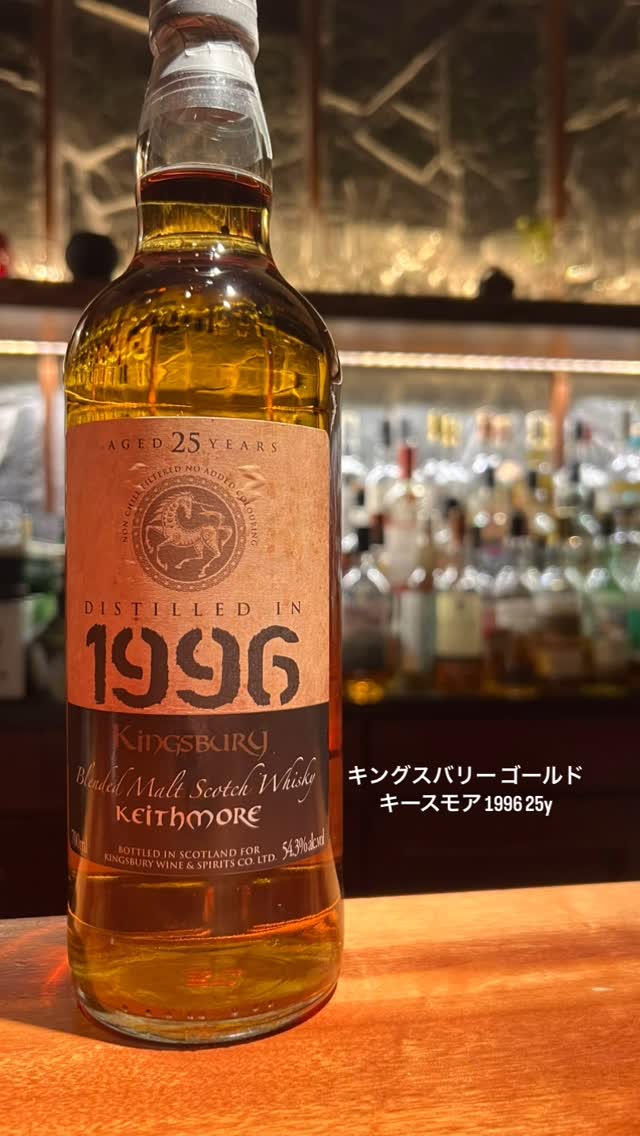 AGED 25 YEARS
NON CHILL FILTERED NO ADDED COLOURING
DISTILLED IN
1996
Kingsbury
Blended Malt Scotch Whisky
KEITHMORE
700ml
BOTTLED IN SCOTLAND FOR
KINGSBURY WINE & SPIRITS CO. LTD.
54.3% alc.vol
キングスバリー ゴールド
キースモア 1996 25y